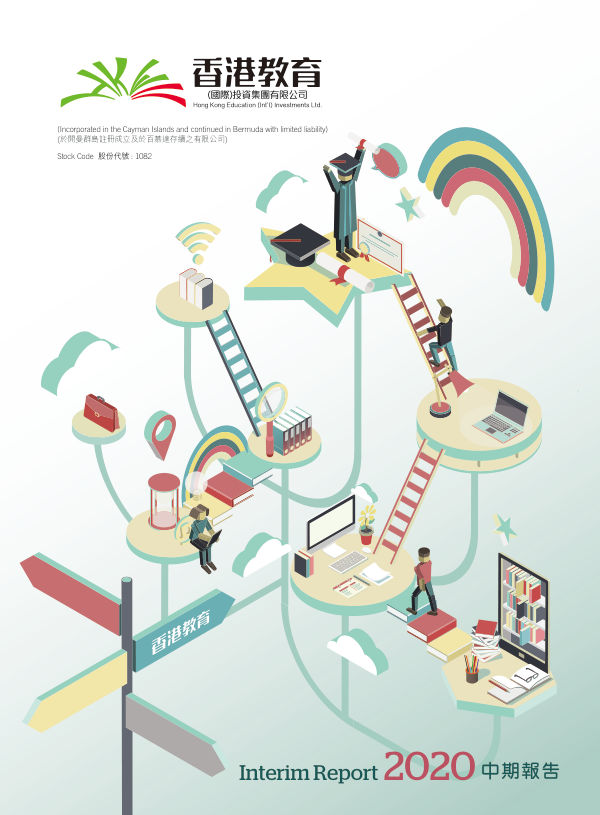 香港教育
(國際)投資集團有限公司
Hong Kong Education (Int'l) Investments Ltd.
(Incorporated in the Cayman Islands and continued in Bermuda with limited liability)
(於開曼群島註冊成立及於百慕達存續之有限公司)
Stock Code 股份代號 : 1082
香港教育
Interim Report 2020 中期報告